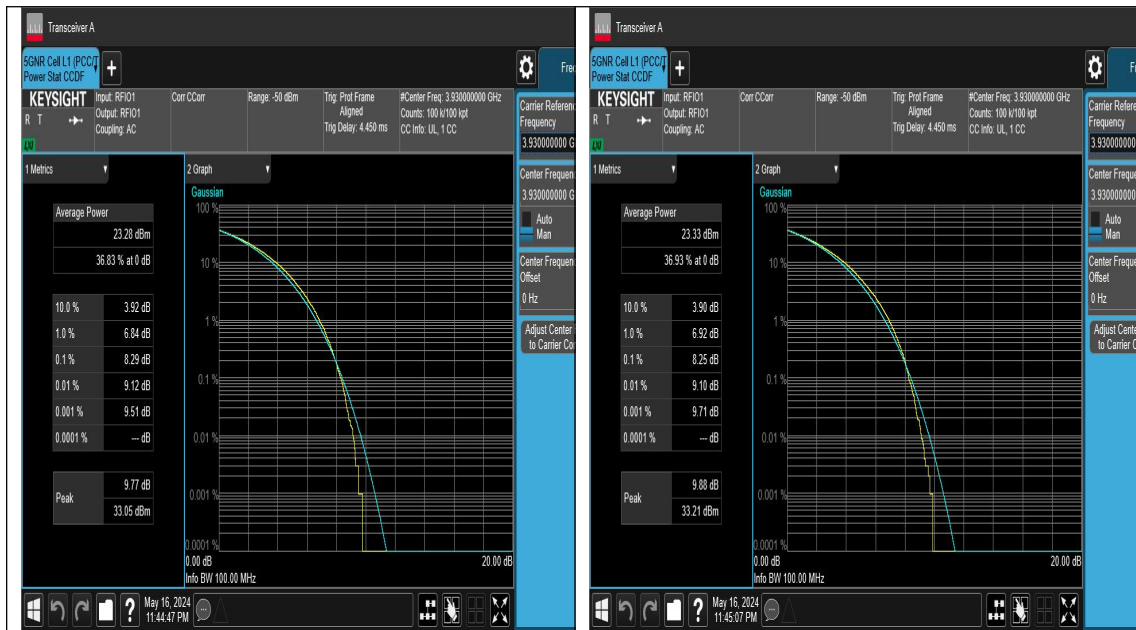 Transceiver A
5GNR Cell L1 (PCC/T
Power Stat CCDF
+
Freq
KEYSIGHT
R T
LXI
Input: RFIO1
Output: RFIO1
Coupling: AC
Corr CCorr
Range: -50 dBm
Trig: Prot Frame
Aligned
Trig Delay: 4.450 ms
#Center Freq: 3.930000000 GHz
Counts: 100 k/100 kpt
CC Info: UL, 1 CC
Carrier Referenc
Frequency
3.930000000 G
Center Frequen
3.930000000 G
Auto
Man
Center Frequen
Offset
0 Hz
Adjust Center
to Carrier Cor
1 Metrics
Average Power
23.28 dBm
36.83 % at 0 dB
10.0 % 3.92 dB
1.0 % 6.84 dB
0.1 % 8.29 dB
0.01 % 9.12 dB
0.001 % 9.51 dB
0.0001 % --- dB
Peak
9.77 dB
33.05 dBm
2 Graph
Gaussian
100 %
10 %
1 %
0.1 %
0.01 %
0.001 %
0.0001 %
0.00 dB 20.00 dB
Info BW 100.00 MHz
?
May 16, 2024
11:44:47 PM
Transceiver A
5GNR Cell L1 (PCC/T
Power Stat CCDF
+
F
KEYSIGHT
R T
LXI
Input: RFIO1
Output: RFIO1
Coupling: AC
Corr CCorr
Range: -50 dBm
Trig: Prot Frame
Aligned
Trig Delay: 4.450 ms
#Center Freq: 3.930000000 GHz
Counts: 100 k/100 kpt
CC Info: UL, 1 CC
Carrier Refere
Frequency
3.930000000
Center Freque
3.930000000
Auto
Man
Center Freque
Offset
0 Hz
Adjust Cente
to Carrier C
1 Metrics
Average Power
23.33 dBm
36.93 % at 0 dB
10.0 % 3.90 dB
1.0 % 6.92 dB
0.1 % 8.25 dB
0.01 % 9.10 dB
0.001 % 9.71 dB
0.0001 % --- dB
Peak
9.88 dB
33.21 dBm
2 Graph
Gaussian
100 %
10 %
1 %
0.1 %
0.01 %
0.001 %
0.0001 %
0.00 dB 20.00 dB
Info BW 100.00 MHz
?
May 16, 2024
11:45:07 PM